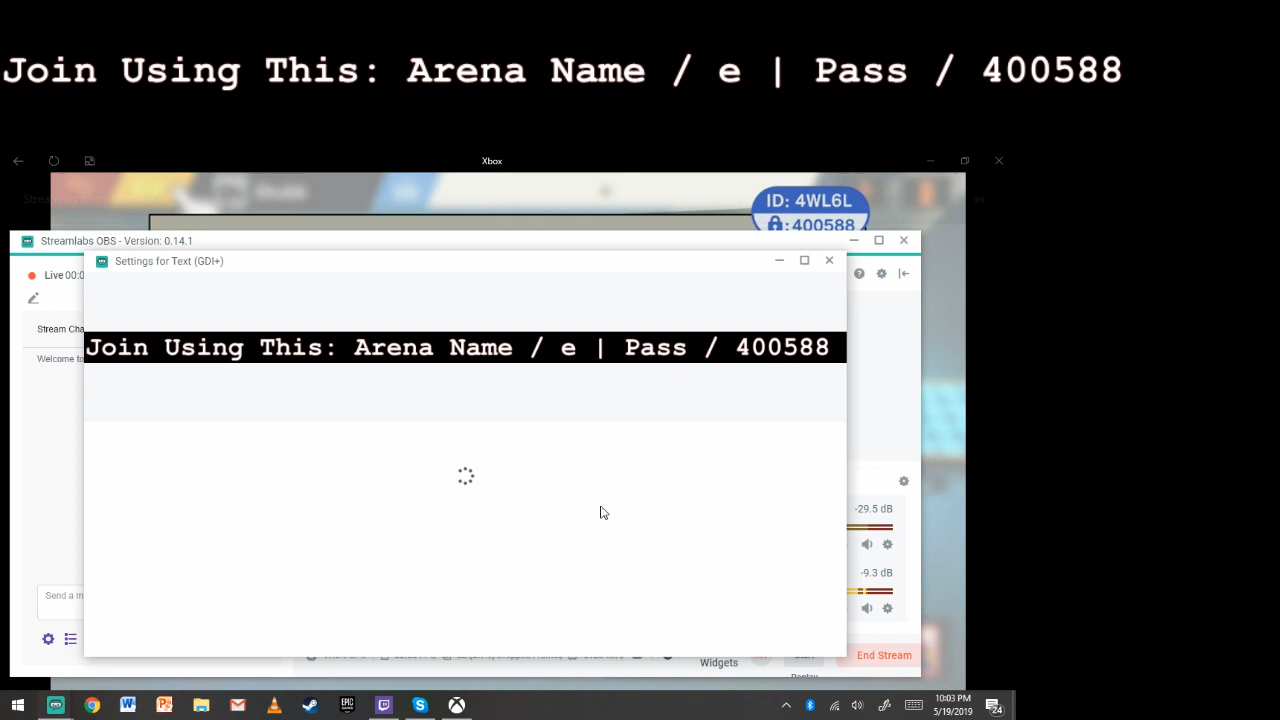 Join Using This: Arena Name / e | Pass / 400588
Xbox
ID: 4WL6L
:400588
Streamlabs OBS - Version: 0.14.1
Settings for Text (GDI+)
Live 00:0
Stream Cha
Welcome to
Join Using This: Arena Name / e | Pass / 400588
-29.5 dB
-9.3 dB
Send a m
Widgets
End Stream
10:03 PM
5/19/2019
24